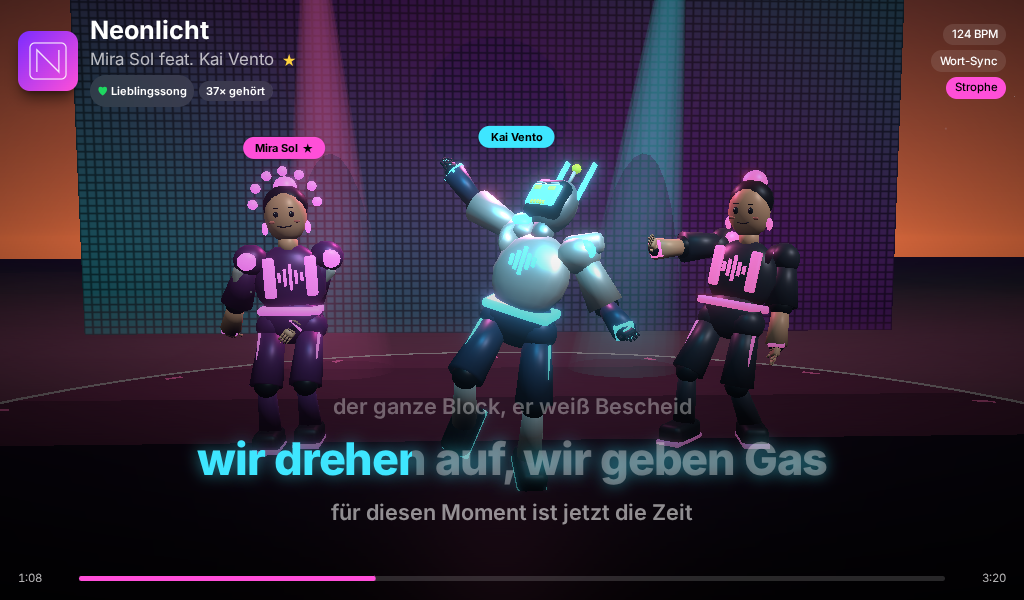 Neonlicht
Mira Sol feat. Kai Vento ★
Lieblingssong
37× gehört
124 BPM
Wort-Sync
Strophe
Mira Sol ★
Kai Vento
der ganze Block, er weiß Bescheid
wir drehen auf, wir geben Gas
für diesen Moment ist jetzt die Zeit
1:08
3:20